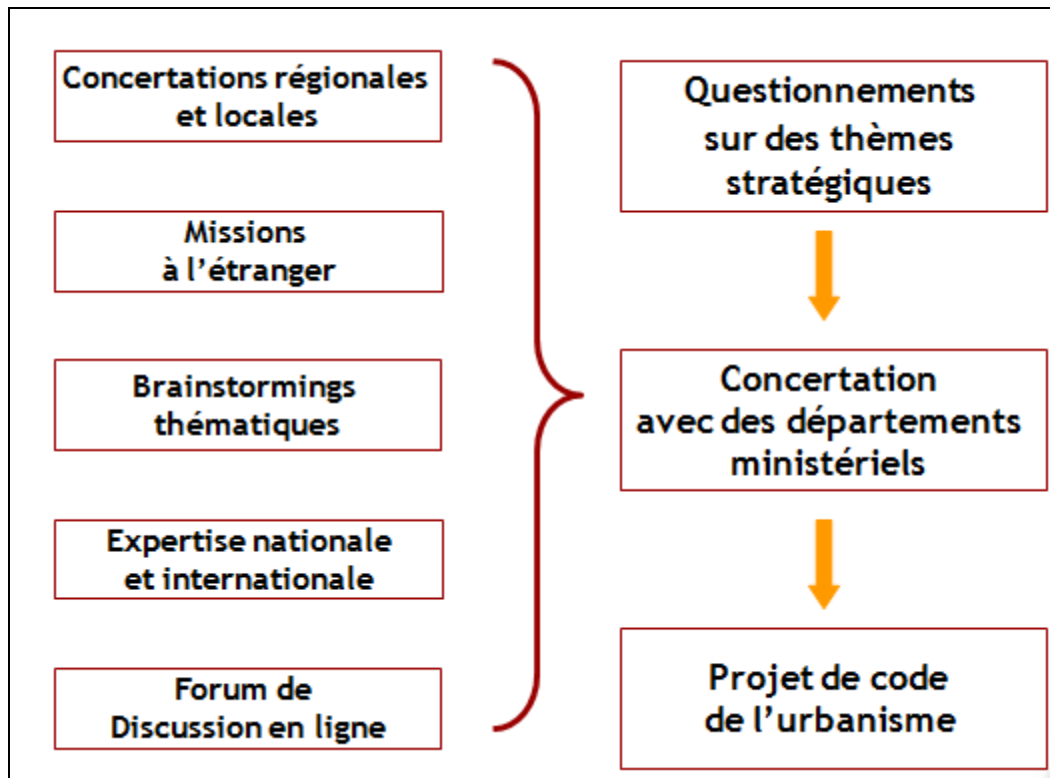 Concertations régionales
et locales
Missions
à l’étranger
Brainstormings
thématiques
Expertise nationale
et internationale
Forum de
Discussion en ligne
Questionnements
sur des thèmes
stratégiques
Concertation
avec des départements
ministériels
Projet de code
de l’urbanisme